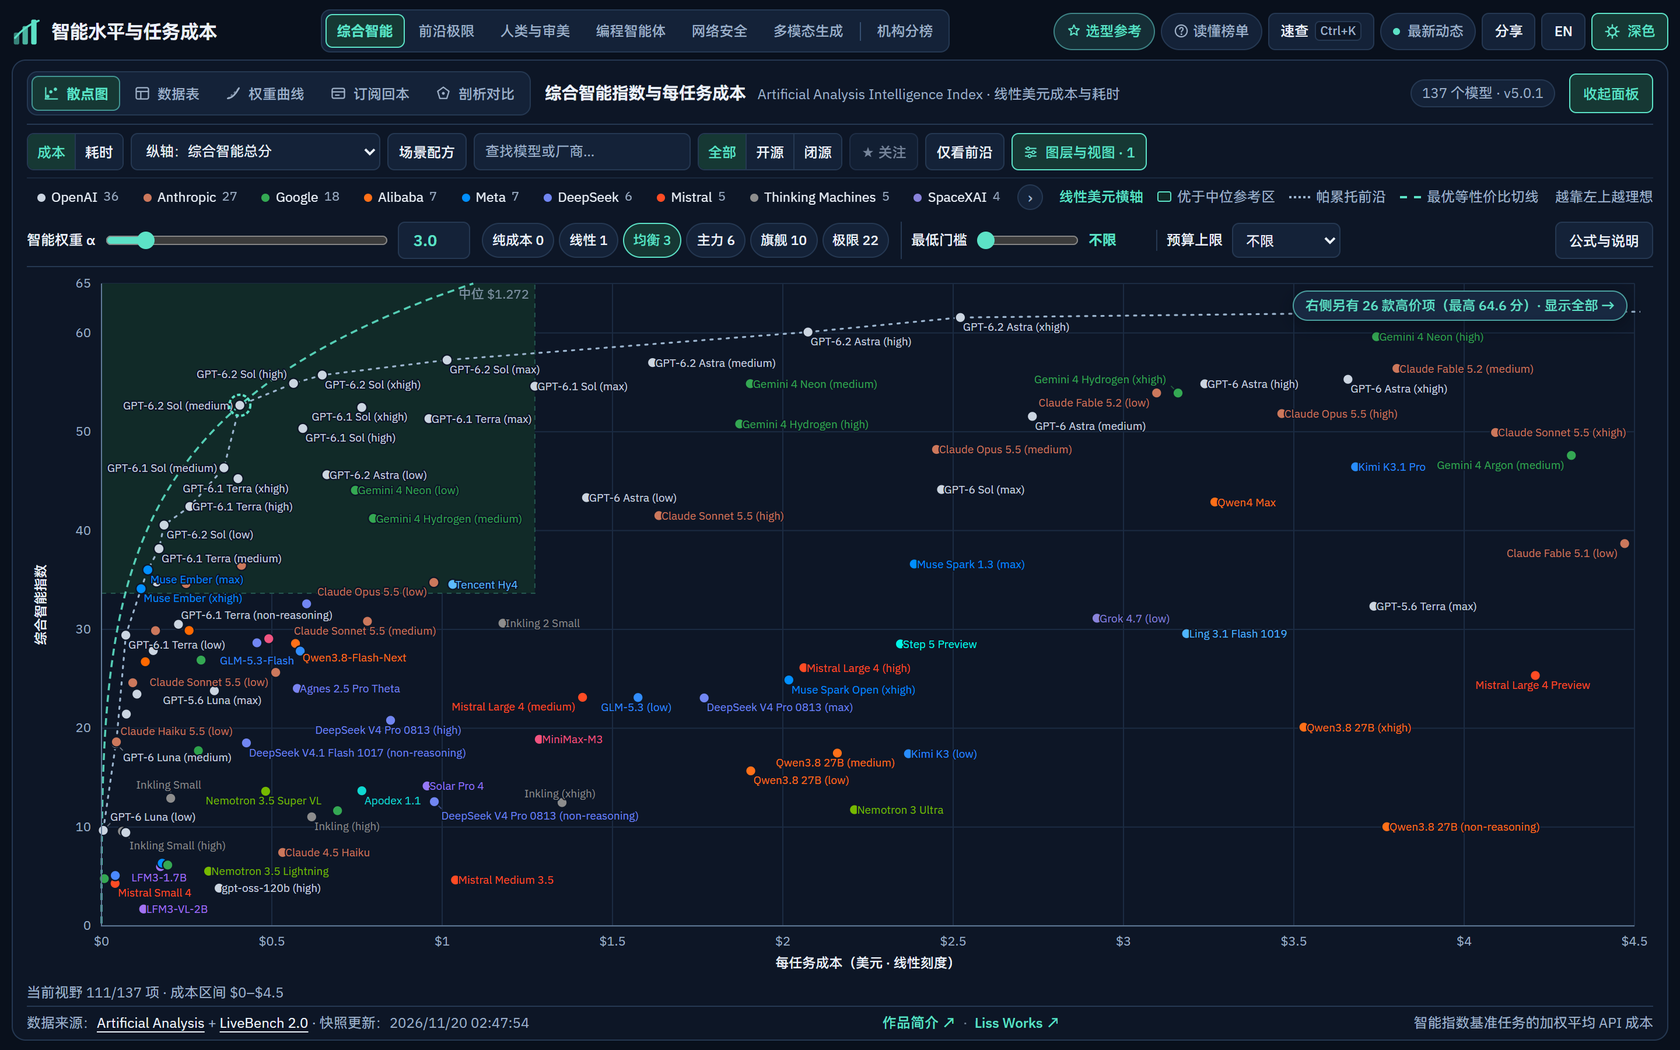 智能水平与任务成本
综合智能 前沿极限 人类与审美 编程智能体 网络安全 多模态生成 机构分榜
选型参考 读懂榜单 速查 Ctrl+K 最新动态 分享 EN 深色
散点图 数据表 权重曲线 订阅回本 剖析对比
综合智能指数与每任务成本 Artificial Analysis Intelligence Index · 线性美元成本与耗时
137 个模型 · v5.0.1 收起面板
成本 耗时 纵轴：综合智能总分 场景配方 查找模型或厂商... 全部 开源 闭源 ★ 关注 仅看前沿 图层与视图 · 1
OpenAI 36 Anthropic 27 Google 18 Alibaba 7 Meta 7 DeepSeek 6 Mistral 5 Thinking Machines 5 SpaceXAI 4 ›
线性美元横轴 优于中位参考区 帕累托前沿 最优等性价比切线 越靠左上越理想
智能权重 α 3.0 纯成本 0 线性 1 均衡 3 主力 6 旗舰 10 极限 22 最低门槛 不限 预算上限 不限 公式与说明
65
中位 $1.272
右侧另有 26 款高价项（最高 64.6 分）· 显示全部 →
60
GPT-6.2 Astra (xhigh)
GPT-6.2 Astra (high)
Gemini 4 Neon (high)
GPT-6.2 Astra (medium)
GPT-6.2 Sol (max)
Claude Fable 5.2 (medium)
GPT-6.2 Sol (high)
GPT-6.2 Sol (xhigh)
GPT-6.1 Sol (max)
Gemini 4 Neon (medium)
Gemini 4 Hydrogen (xhigh)
GPT-6 Astra (high)
GPT-6 Astra (xhigh)
GPT-6.2 Sol (medium)
Claude Fable 5.2 (low)
GPT-6.1 Sol (xhigh)
GPT-6.1 Terra (max)
Claude Opus 5.5 (high)
Gemini 4 Hydrogen (high)
GPT-6 Astra (medium)
50
GPT-6.1 Sol (high)
Claude Sonnet 5.5 (xhigh)
Claude Opus 5.5 (medium)
GPT-6.1 Sol (medium)
Kimi K3.1 Pro
Gemini 4 Argon (medium)
GPT-6.2 Astra (low)
GPT-6.1 Terra (xhigh)
Gemini 4 Neon (low)
GPT-6 Sol (max)
GPT-6 Astra (low)
Qwen4 Max
GPT-6.1 Terra (high)
Gemini 4 Hydrogen (medium)
Claude Sonnet 5.5 (high)
40
GPT-6.2 Sol (low)
Claude Fable 5.1 (low)
GPT-6.1 Terra (medium)
Muse Spark 1.3 (max)
Muse Ember (max)
Tencent Hy4
Claude Opus 5.5 (low)
Muse Ember (xhigh)
GPT-5.6 Terra (max)
GPT-6.1 Terra (non-reasoning)
Grok 4.7 (low)
Inkling 2 Small
30
Claude Sonnet 5.5 (medium)
Ling 3.1 Flash 1019
GPT-6.1 Terra (low)
Step 5 Preview
GLM-5.3-Flash
Qwen3.8-Flash-Next
Mistral Large 4 (high)
Claude Sonnet 5.5 (low)
Agnes 2.5 Pro Theta
Muse Spark Open (xhigh)
Mistral Large 4 Preview
GPT-5.6 Luna (max)
Mistral Large 4 (medium)
GLM-5.3 (low)
DeepSeek V4 Pro 0813 (max)
20
Claude Haiku 5.5 (low)
DeepSeek V4 Pro 0813 (high)
Qwen3.8 27B (xhigh)
MiniMax-M3
GPT-6 Luna (medium)
DeepSeek V4.1 Flash 1017 (non-reasoning)
Kimi K3 (low)
Qwen3.8 27B (medium)
Qwen3.8 27B (low)
Inkling Small
Solar Pro 4
Inkling (xhigh)
Nemotron 3.5 Super VL
Apodex 1.1
Nemotron 3 Ultra
GPT-6 Luna (low)
DeepSeek V4 Pro 0813 (non-reasoning)
10
Inkling (high)
Qwen3.8 27B (non-reasoning)
Inkling Small (high)
Claude 4.5 Haiku
LFM3-1.7B
Nemotron 3.5 Lightning
Mistral Medium 3.5
Mistral Small 4
gpt-oss-120b (high)
LFM3-VL-2B
0
综合智能指数
$0 $0.5 $1 $1.5 $2 $2.5 $3 $3.5 $4 $4.5
每任务成本（美元 · 线性刻度）
当前视野 111/137 项 · 成本区间 $0–$4.5
数据来源：Artificial Analysis + LiveBench 2.0 · 快照更新：2026/11/20 02:47:54
作品简介 ↗ · Liss Works ↗
智能指数基准任务的加权平均 API 成本